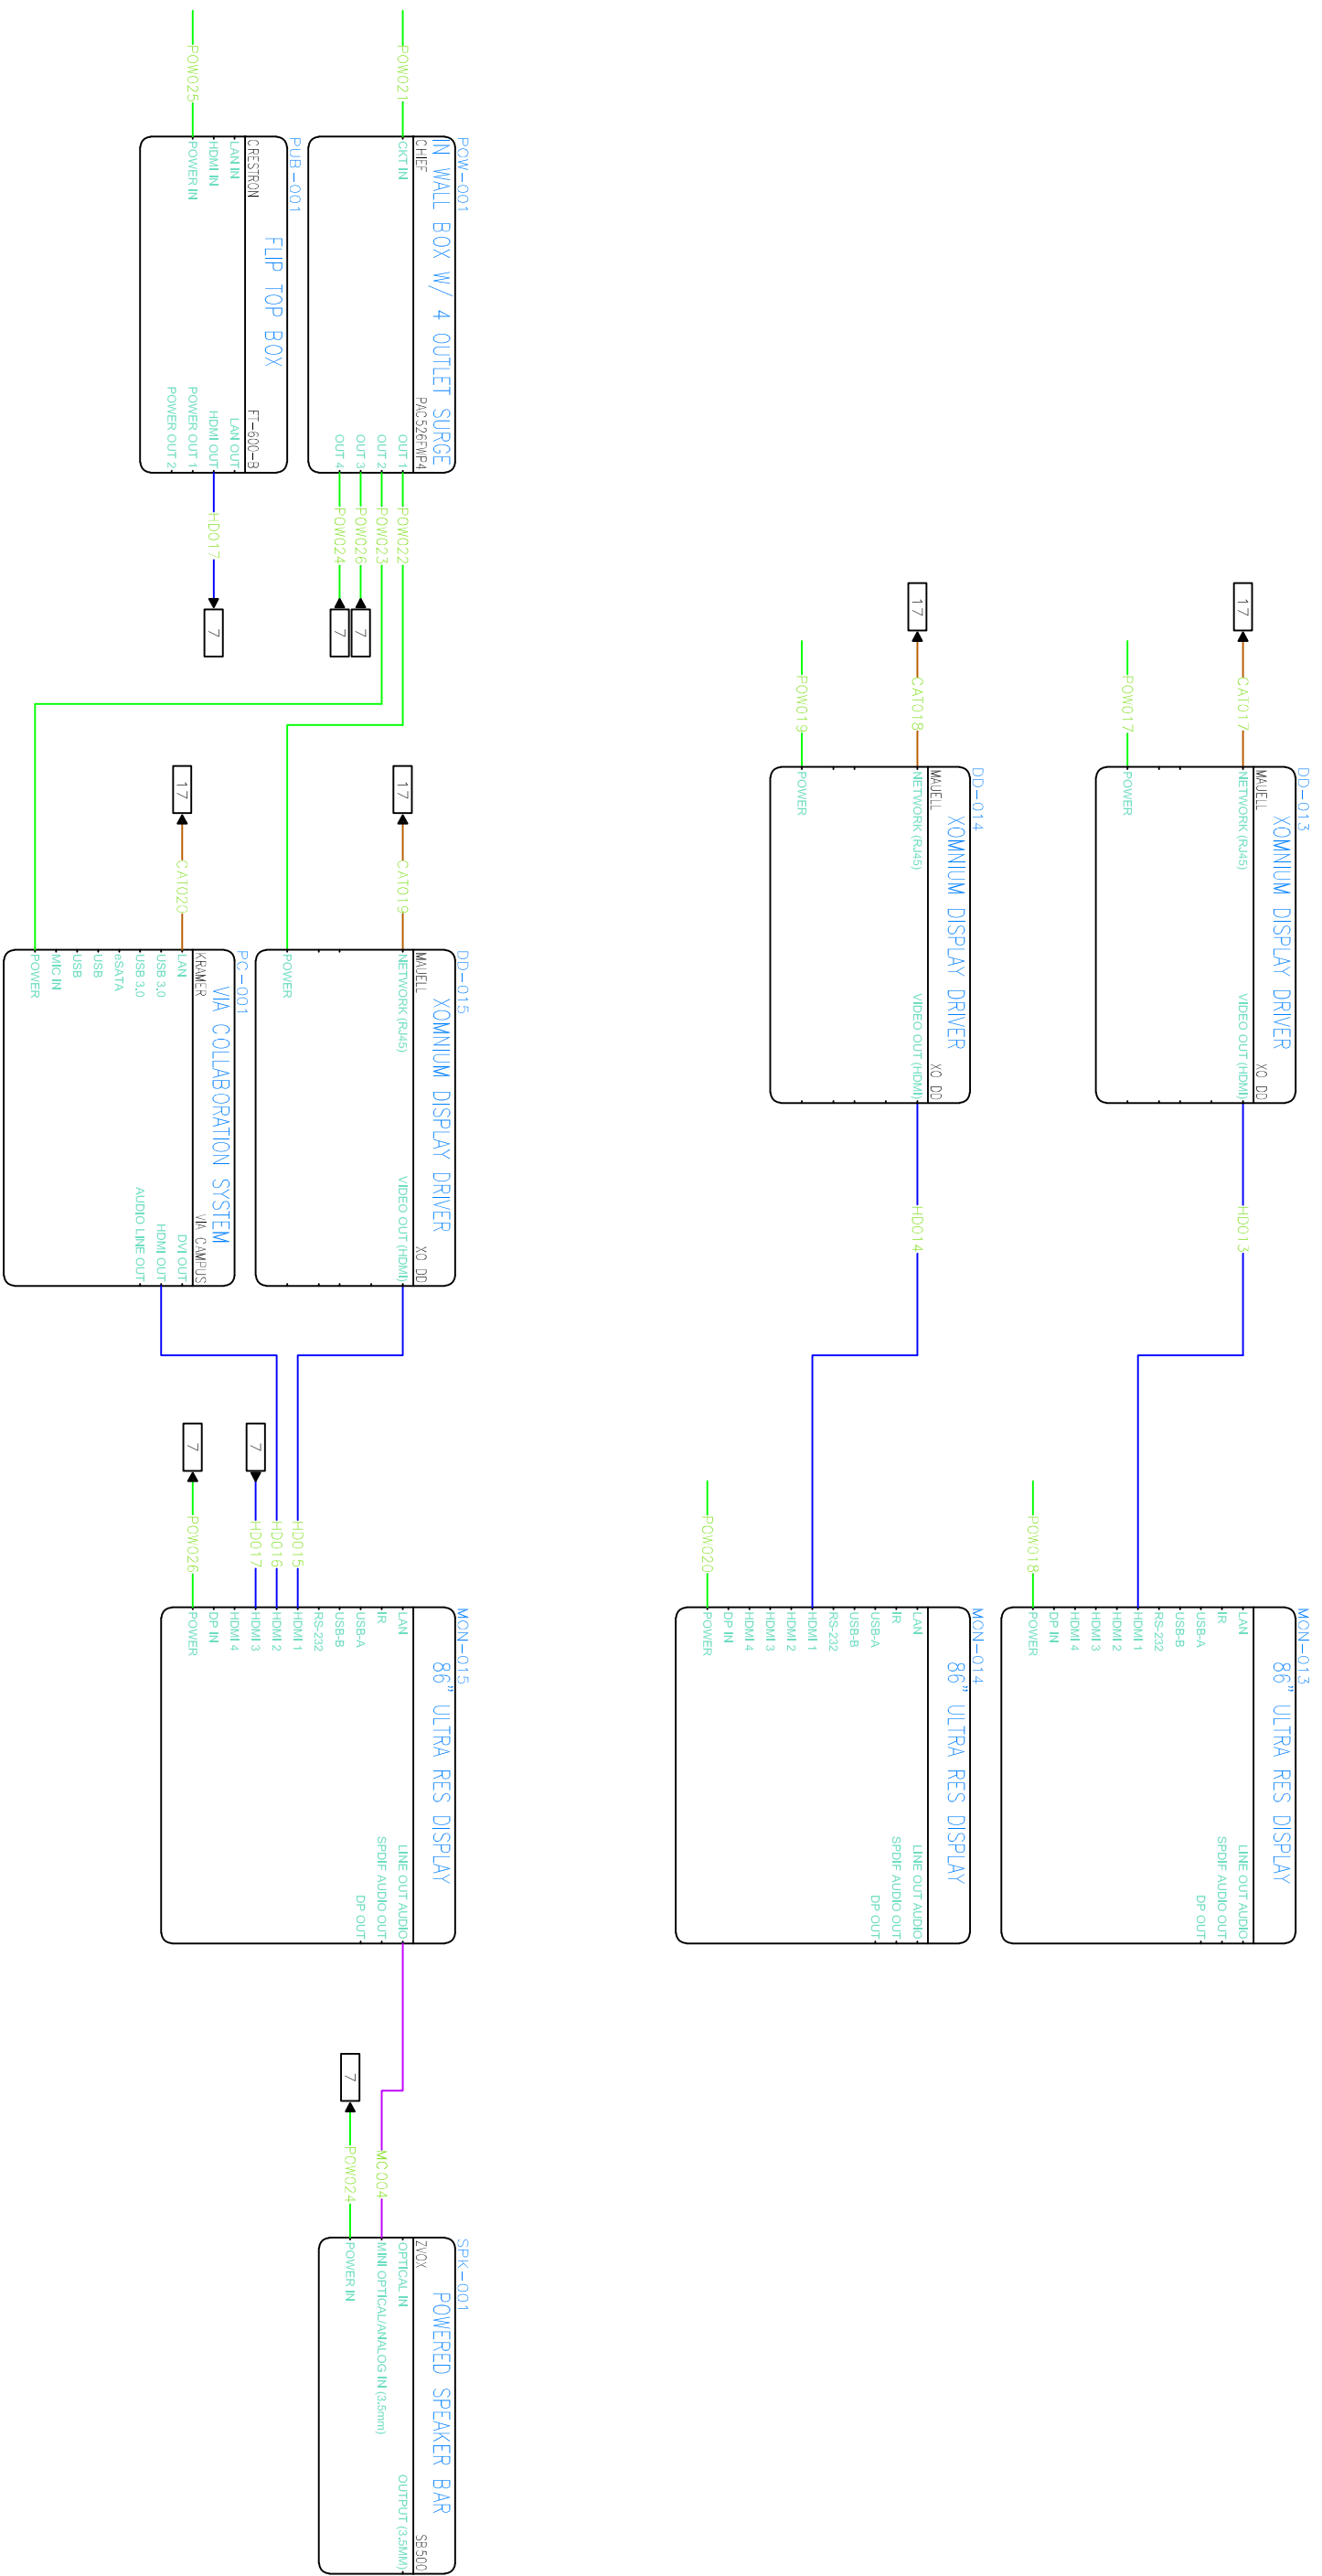 DD-013
XOMNIUM DISPLAY DRIVER
MAUELL
XO DD
17
CAT017
NETWORK (RJ45)
VIDEO OUT (HDMI)
POW017
POWER
HD013
MON-013
86" ULTRA RES DISPLAY
LAN
IR
USB-A
USB-B
RS-232
HDMI 1
HDMI 2
HDMI 3
HDMI 4
DP IN
POWER
POW018
LINE OUT AUDIO
SPDIF AUDIO OUT
DP OUT
DD-014
XOMNIUM DISPLAY DRIVER
MAUELL
XO DD
17
CAT018
NETWORK (RJ45)
VIDEO OUT (HDMI)
POW019
POWER
HD014
MON-014
86" ULTRA RES DISPLAY
LAN
IR
USB-A
USB-B
RS-232
HDMI 1
HDMI 2
HDMI 3
HDMI 4
DP IN
POWER
POW020
LINE OUT AUDIO
SPDIF AUDIO OUT
DP OUT
POW-001
IN WALL BOX W/ 4 OUTLET SURGE
CHIEF
PAC526FWP4
POW021
CKT IN
OUT 1
OUT 2
OUT 3
OUT 4
POW022
POW023
POW026
7
POW024
7
PUB-001
FLIP TOP BOX
CRESTRON
FT-600-B
LAN IN
HDMI IN
POWER IN
POW025
LAN OUT
HDMI OUT
POWER OUT 1
POWER OUT 2
HD017
7
DD-015
XOMNIUM DISPLAY DRIVER
MAUELL
XO DD
17
CAT019
NETWORK (RJ45)
VIDEO OUT (HDMI)
POWER
PC-001
VIA COLLABORATION SYSTEM
KRAMER
VIA CAMPUS
17
CAT020
LAN
USB 3.0
USB 3.0
eSATA
USB
USB
MIC IN
POWER
DVI OUT
HDMI OUT
AUDIO LINE OUT
MON-015
86" ULTRA RES DISPLAY
LAN
IR
USB-A
USB-B
RS-232
HDMI 1
HDMI 2
HDMI 3
HDMI 4
DP IN
POWER
HD015
HD016
7
HD017
7
POW026
LINE OUT AUDIO
SPDIF AUDIO OUT
DP OUT
SPK-001
POWERED SPEAKER BAR
ZVOX
SB500
OPTICAL IN
MINI OPTICAL/ANALOG IN (3.5mm)
POWER IN
OUTPUT (3.5MM)
MC004
7
POW024